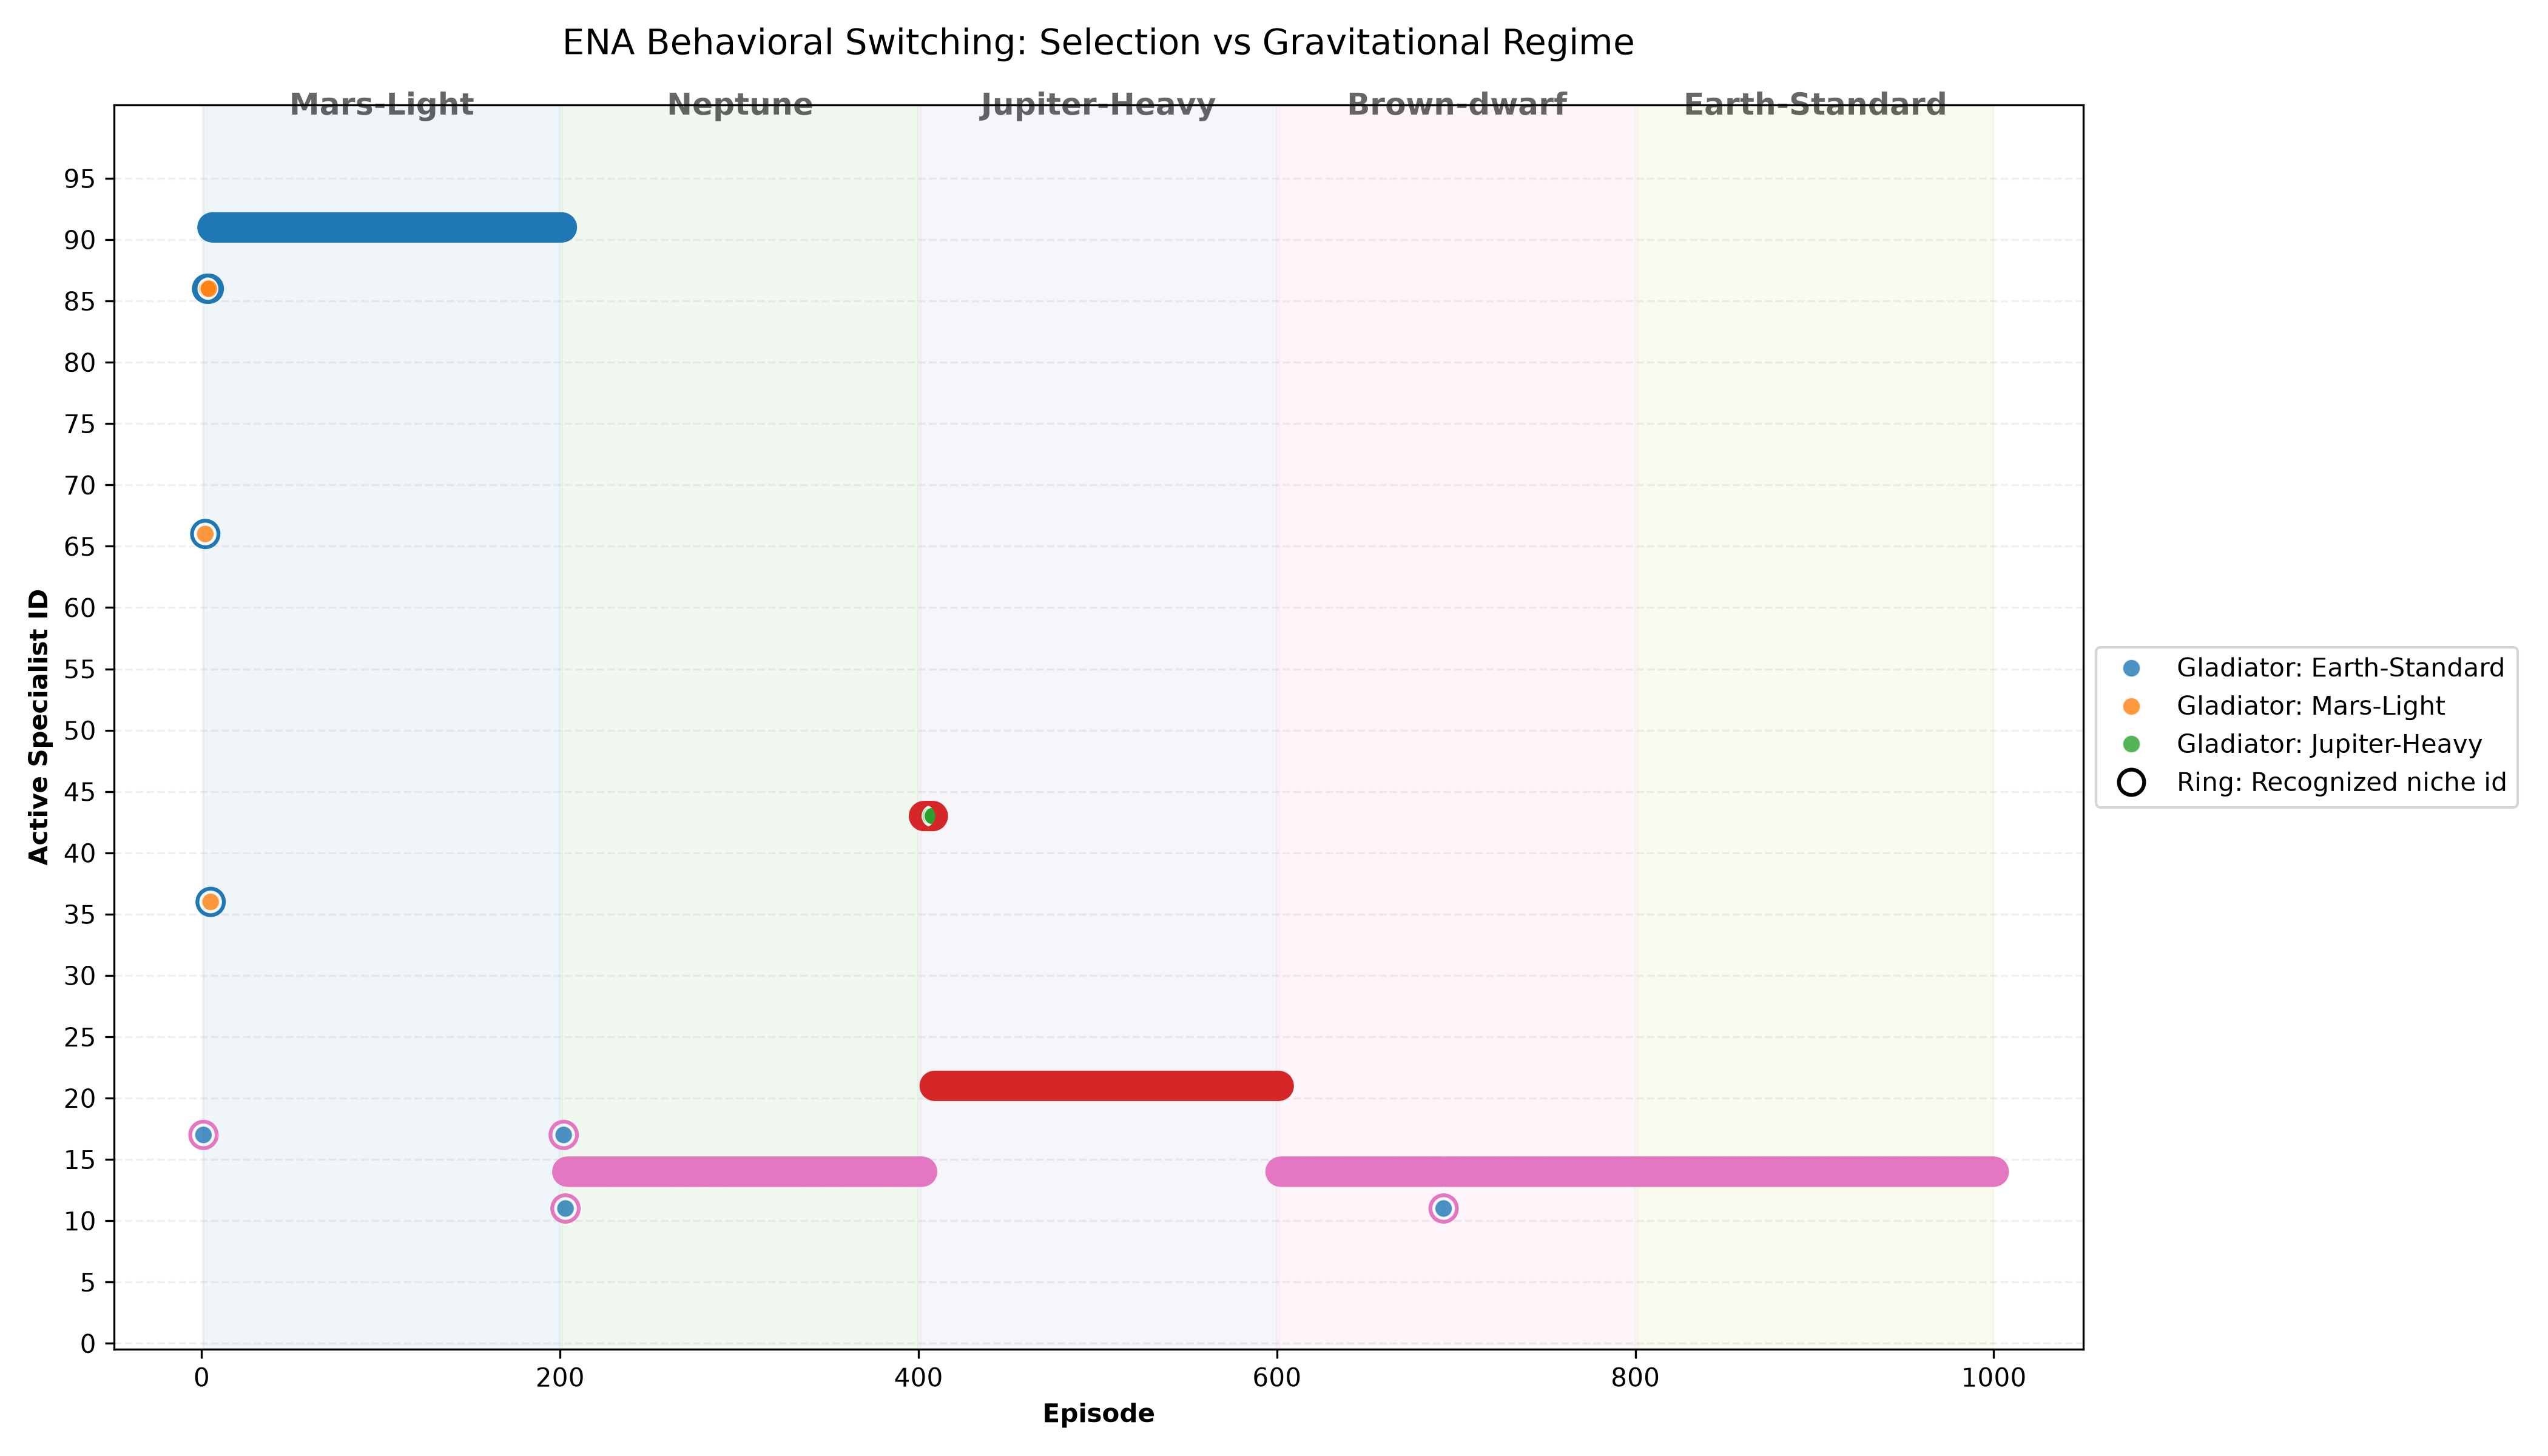 ENA Behavioral Switching: Selection vs Gravitational Regime
Mars-Light Neptune Jupiter-Heavy Brown-dwarf Earth-Standard
95
90
85
80
75
70
65
60
55
50
45
40
35
30
25
20
15
10
5
0
Active Specialist ID
0 200 400 600 800 1000
Episode
Gladiator: Earth-Standard
Gladiator: Mars-Light
Gladiator: Jupiter-Heavy
Ring: Recognized niche id